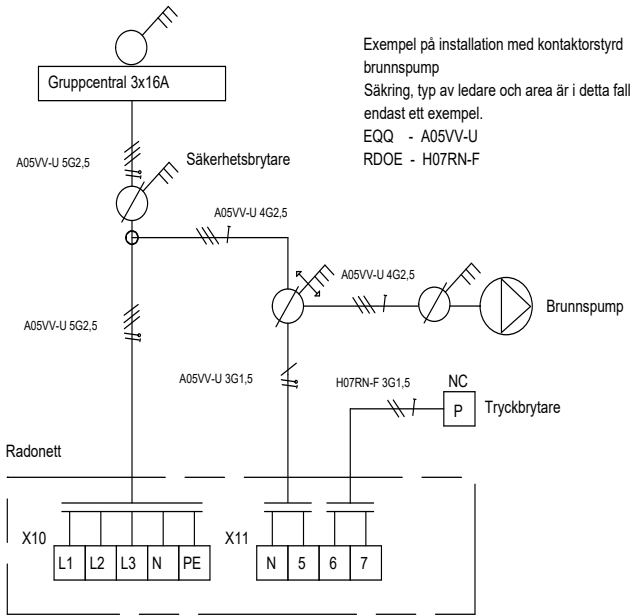 Exempel på installation med kontaktorstyrd
brunnspump
Säkring, typ av ledare och area är i detta fall
endast ett exempel.
EQQ - A05VV-U
RDOE - H07RN-F
Gruppcentral 3x16A
A05VV-U 5G2,5
Säkerhetsbrytare
A05VV-U 4G2,5
A05VV-U 4G2,5
Brunnspump
A05VV-U 5G2,5
A05VV-U 3G1,5
H07RN-F 3G1,5
NC
P
Tryckbrytare
Radonett
X10
L1 L2 L3 N PE
X11
N 5 6 7